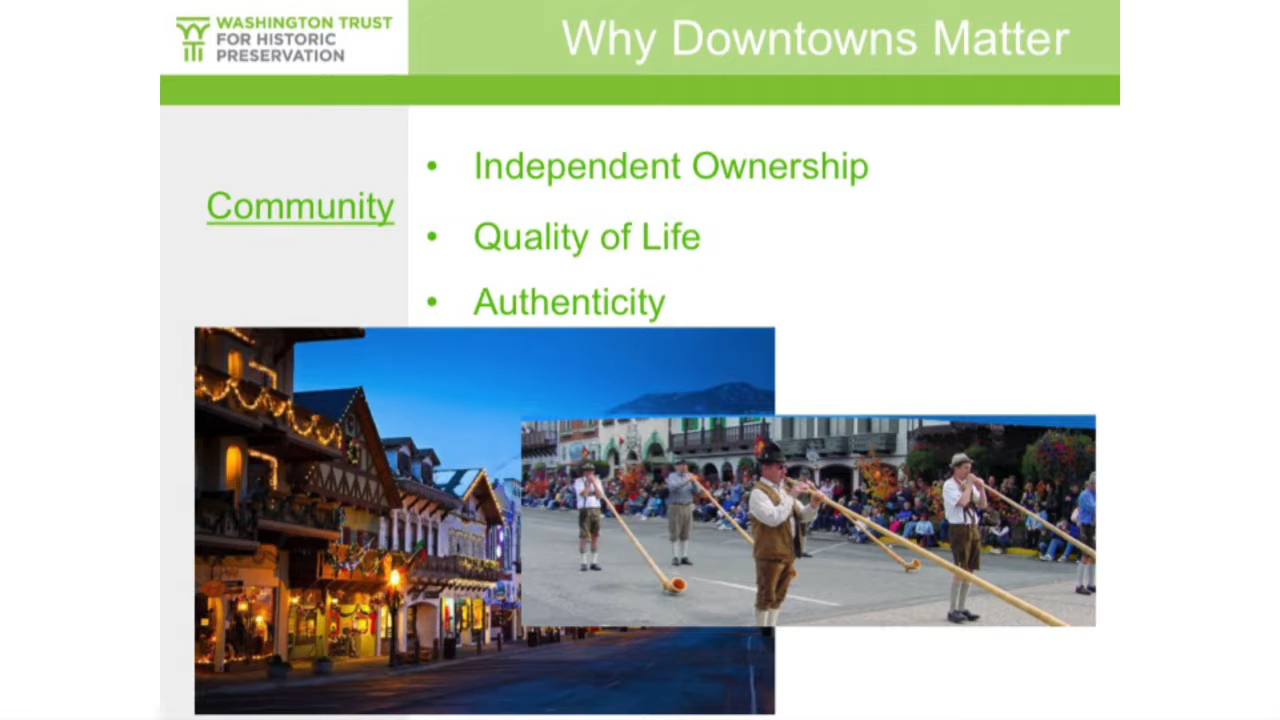 WASHINGTON TRUST
FOR HISTORIC
PRESERVATION
Why Downtowns Matter
Community
• Independent Ownership
• Quality of Life
• Authenticity